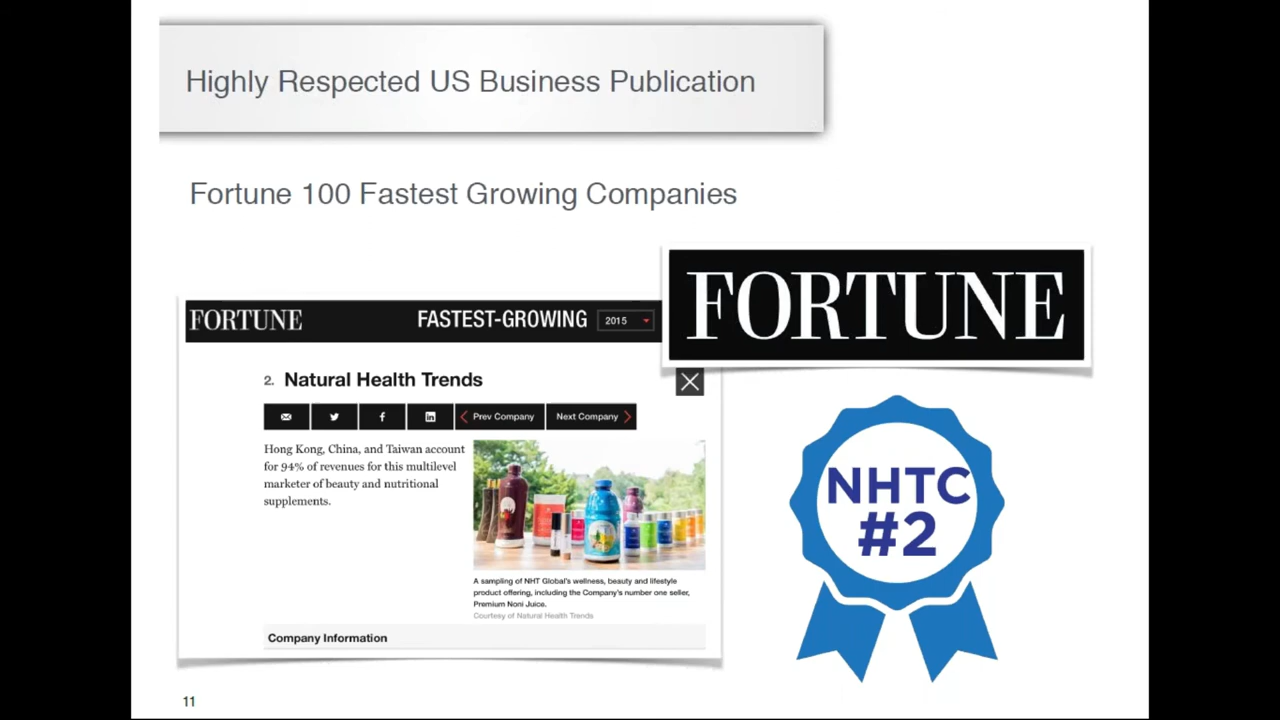 Highly Respected US Business Publication
Fortune 100 Fastest Growing Companies
FORTUNE
FORTUNE FASTEST-GROWING 2015
2. Natural Health Trends
Prev Company Next Company
Hong Kong, China, and Taiwan account
for 94% of revenues for this multilevel
marketer of beauty and nutritional
supplements.
A sampling of NHT Global's wellness, beauty and lifestyle
product offering, including the Company's number one seller,
Premium Noni Juice.
Courtesy of Natural Health Trends
Company Information
NHTC
#2
11